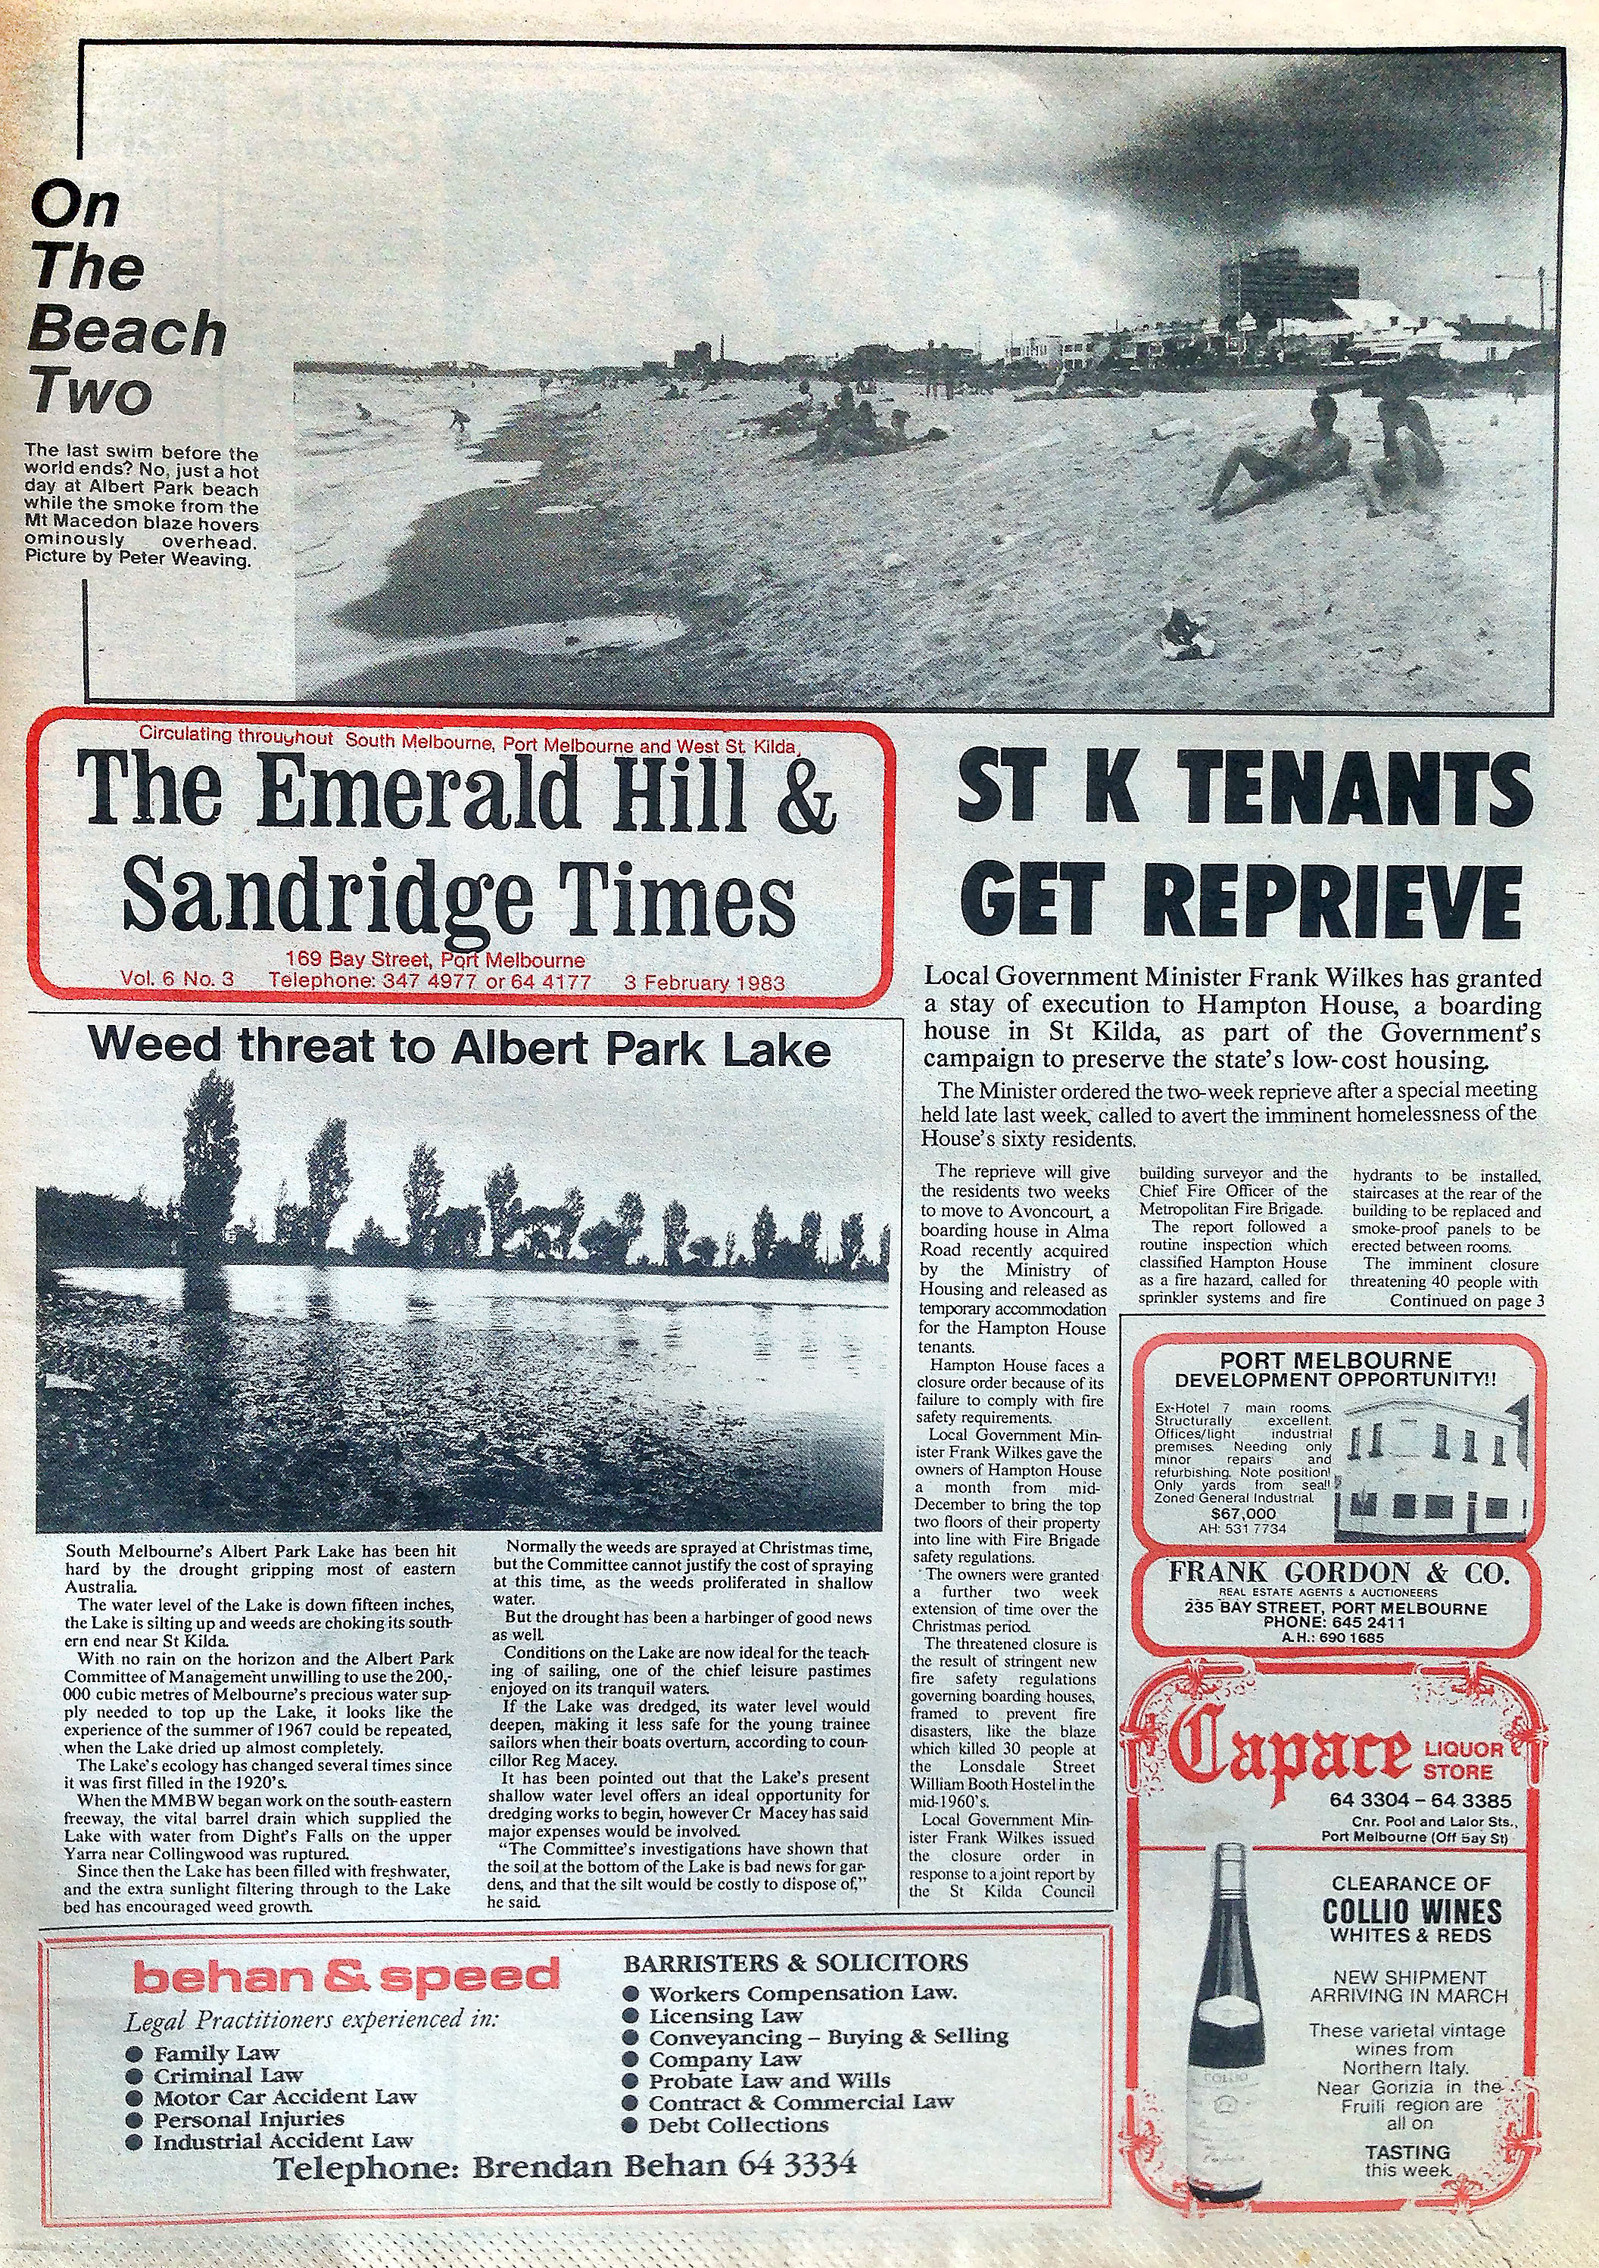 On
The
Beach
Two
The last swim before the
world ends? No, just a hot
day at Albert Park beach
while the smoke from the
Mt Macedon blaze hovers
ominously overhead.
Picture by Peter Weaving.
Circulating throughout South Melbourne, Port Melbourne and West St. Kilda,
The Emerald Hill &
Sandridge Times
169 Bay Street, Port Melbourne
Vol. 6 No. 3 Telephone: 347 4977 or 64 4177 3 February 1983
ST K TENANTS
GET REPRIEVE
Local Government Minister Frank Wilkes has granted
a stay of execution to Hampton House, a boarding
house in St Kilda, as part of the Government's
campaign to preserve the state's low-cost housing.
The Minister ordered the two-week reprieve after a special meeting
held late last week, called to avert the imminent homelessness of the
House's sixty residents.
The reprieve will give
the residents two weeks
to move to Avoncourt, a
boarding house in Alma
Road recently acquired
by the Ministry of
Housing and released as
temporary accommodation
for the Hampton House
tenants.
Hampton House faces a
closure order because of its
failure to comply with fire
safety requirements.
Local Government Min-
ister Frank Wilkes gave the
owners of Hampton House
a month from mid-
December to bring the top
two floors of their property
into line with Fire Brigade
safety regulations.
The owners were granted
a further two week
extension of time over the
Christmas period.
The threatened closure is
the result of stringent new
fire safety regulations
governing boarding houses,
framed to prevent fire
disasters, like the blaze
which killed 30 people at
the Lonsdale Street
William Booth Hostel in the
mid-1960's.
Local Government Min-
ister Frank Wilkes issued
the closure order in
response to a joint report by
the St Kilda Council
building surveyor and the
Chief Fire Officer of the
Metropolitan Fire Brigade.
The report followed a
routine inspection which
classified Hampton House
as a fire hazard, called for
sprinkler systems and fire
hydrants to be installed,
staircases at the rear of the
building to be replaced and
smoke-proof panels to be
erected between rooms.
The imminent closure
threatening 40 people with
Continued on page 3
Weed threat to Albert Park Lake
South Melbourne's Albert Park Lake has been hit
hard by the drought gripping most of eastern
Australia.
The water level of the Lake is down fifteen inches,
the Lake is silting up and weeds are choking its south-
ern end near St Kilda.
With no rain on the horizon and the Albert Park
Committee of Management unwilling to use the 200,-
000 cubic metres of Melbourne's precious water sup-
ply needed to top up the Lake, it looks like the
experience of the summer of 1967 could be repeated,
when the Lake dried up almost completely.
The Lake's ecology has changed several times since
it was first filled in the 1920's.
When the MMBW began work on the south-eastern
freeway, the vital barrel drain which supplied the
Lake with water from Dight's Falls on the upper
Yarra near Collingwood was ruptured.
Since then the Lake has been filled with freshwater,
and the extra sunlight filtering through to the Lake
bed has encouraged weed growth.
Normally the weeds are sprayed at Christmas time,
but the Committee cannot justify the cost of spraying
at this time, as the weeds proliferated in shallow
water.
But the drought has been a harbinger of good news
as well.
Conditions on the Lake are now ideal for the teach-
ing of sailing, one of the chief leisure pastimes
enjoyed on its tranquil waters.
If the Lake was dredged, its water level would
deepen, making it less safe for the young trainee
sailors when their boats overturn, according to coun-
cillor Reg Macey.
It has been pointed out that the Lake's present
shallow water level offers an ideal opportunity for
dredging works to begin, however Cr Macey has said
major expenses would be involved.
"The Committee's investigations have shown that
the soil at the bottom of the Lake is bad news for gar-
dens, and that the silt would be costly to dispose of,"
he said.
PORT MELBOURNE
DEVELOPMENT OPPORTUNITY!!
Ex-Hotel 7 main rooms.
Structurally excellent.
Offices/light industrial
premises. Needing only
minor repairs and
refurbishing. Note position!
Only yards from sea!!
Zoned General Industrial.
$67,000
AH: 531 7734
FRANK GORDON & CO.
REAL ESTATE AGENTS & AUCTIONEERS
235 BAY STREET, PORT MELBOURNE
PHONE: 645 2411
A.H.: 690 1685
Capace LIQUOR
STORE
64 3304 – 64 3385
Cnr. Pool and Lalor Sts.,
Port Melbourne (Off Bay St)
CLEARANCE OF
COLLIO WINES
WHITES & REDS
NEW SHIPMENT
ARRIVING IN MARCH
These varietal vintage
wines from
Northern Italy.
Near Gorizia in the
Fruili region are
all on
TASTING
this week.
COLLIO
behan & speed
Legal Practitioners experienced in:
● Family Law
● Criminal Law
● Motor Car Accident Law
● Personal Injuries
● Industrial Accident Law
BARRISTERS & SOLICITORS
● Workers Compensation Law.
● Licensing Law
● Conveyancing – Buying & Selling
● Company Law
● Probate Law and Wills
● Contract & Commercial Law
● Debt Collections
Telephone: Brendan Behan 64 3334